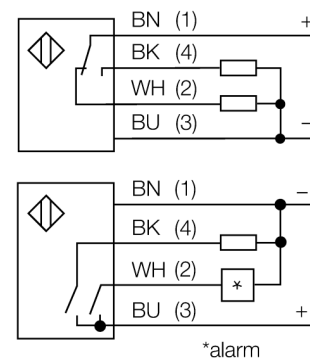 BN (1) +
BK (4)
WH (2)
BU (3) −
BN (1) −
BK (4)
WH (2)
*
BU (3) +
*alarm